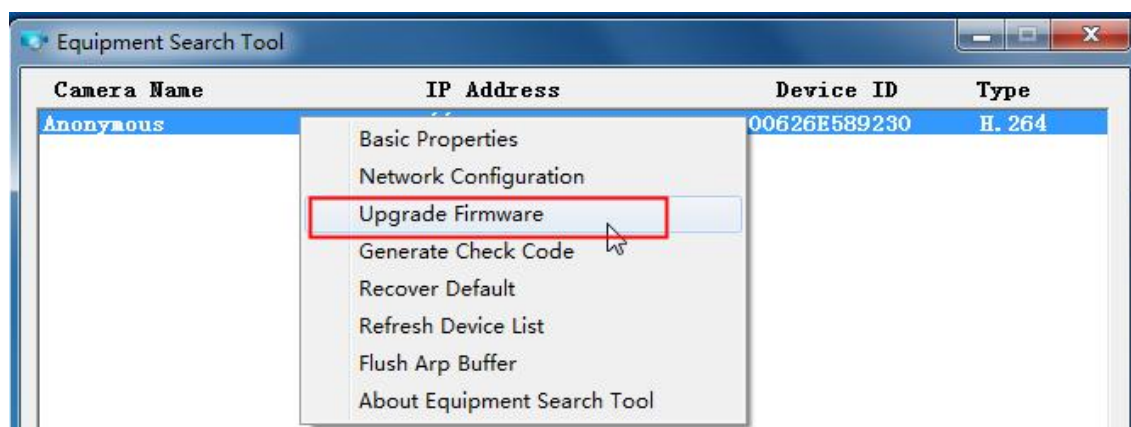 Equipment Search Tool
Camera Name IP Address Device ID Type
Anonymous 00626E589230 H.264
Basic Properties
Network Configuration
Upgrade Firmware
Generate Check Code
Recover Default
Refresh Device List
Flush Arp Buffer
About Equipment Search Tool